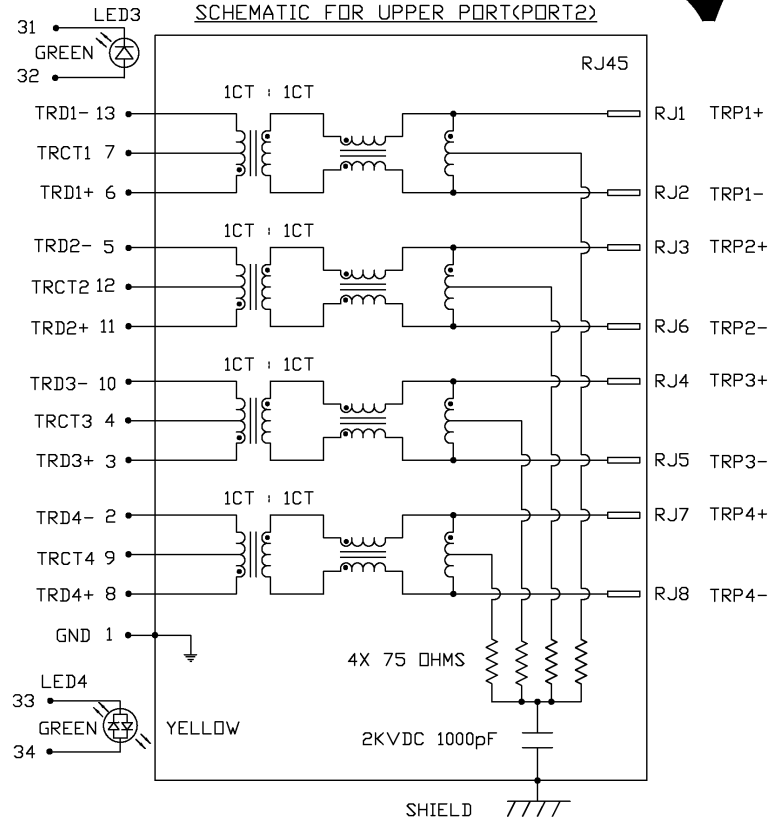 SCHEMATIC FOR UPPER PORT(PORT2)
LED3
31
GREEN
32
RJ45
1CT : 1CT
TRD1- 13
RJ1 TRP1+
TRCT1 7
TRD1+ 6
RJ2 TRP1-
1CT : 1CT
TRD2- 5
RJ3 TRP2+
TRCT2 12
TRD2+ 11
RJ6 TRP2-
1CT : 1CT
TRD3- 10
RJ4 TRP3+
TRCT3 4
TRD3+ 3
RJ5 TRP3-
1CT : 1CT
TRD4- 2
RJ7 TRP4+
TRCT4 9
TRD4+ 8
RJ8 TRP4-
GND 1
4X 75 OHMS
LED4
33
GREEN
YELLOW
34
2KVDC 1000pF
SHIELD